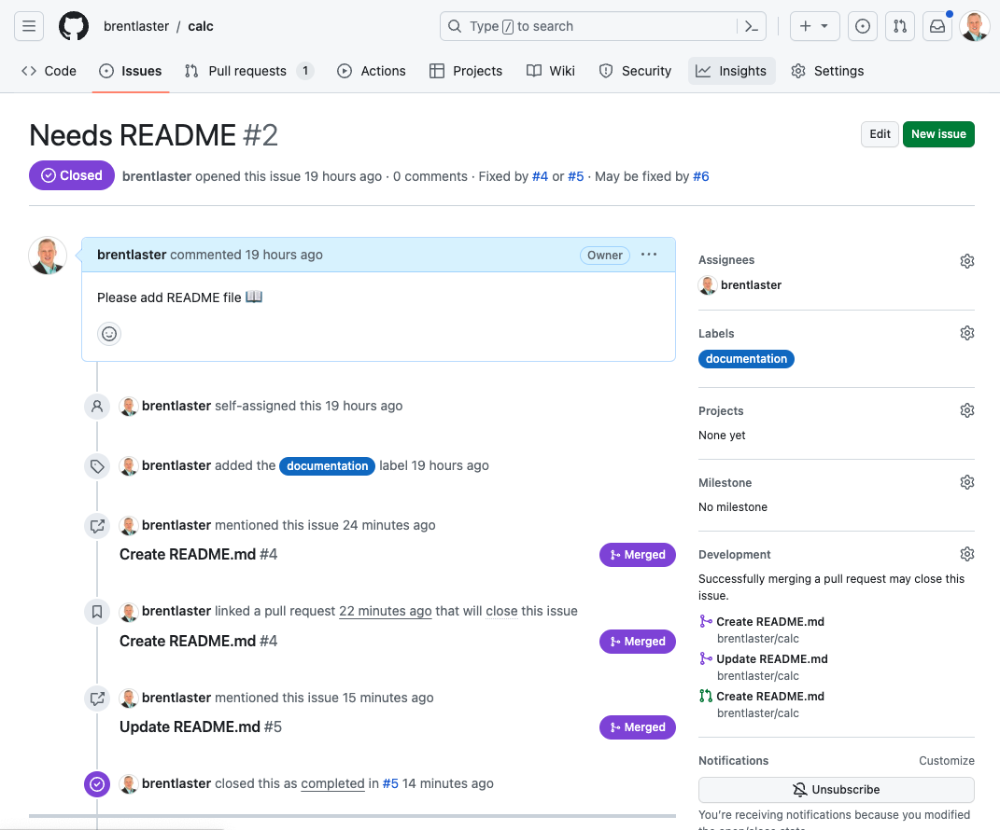 brentlaster / calc
Type / to search
Code
Issues
Pull requests 1
Actions
Projects
Wiki
Security
Insights
Settings
Needs README #2
Edit
New issue
Closed
brentlaster opened this issue 19 hours ago · 0 comments · Fixed by #4 or #5 · May be fixed by #6
brentlaster commented 19 hours ago
Owner
Please add README file 📖
brentlaster self-assigned this 19 hours ago
brentlaster added the documentation label 19 hours ago
brentlaster mentioned this issue 24 minutes ago
Create README.md #4
Merged
brentlaster linked a pull request 22 minutes ago that will close this issue
Create README.md #4
Merged
brentlaster mentioned this issue 15 minutes ago
Update README.md #5
Merged
brentlaster closed this as completed in #5 14 minutes ago
Assignees
brentlaster
Labels
documentation
Projects
None yet
Milestone
No milestone
Development
Successfully merging a pull request may close this
issue.
Create README.md
brentlaster/calc
Update README.md
brentlaster/calc
Create README.md
brentlaster/calc
Notifications
Customize
Unsubscribe
You're receiving notifications because you modified